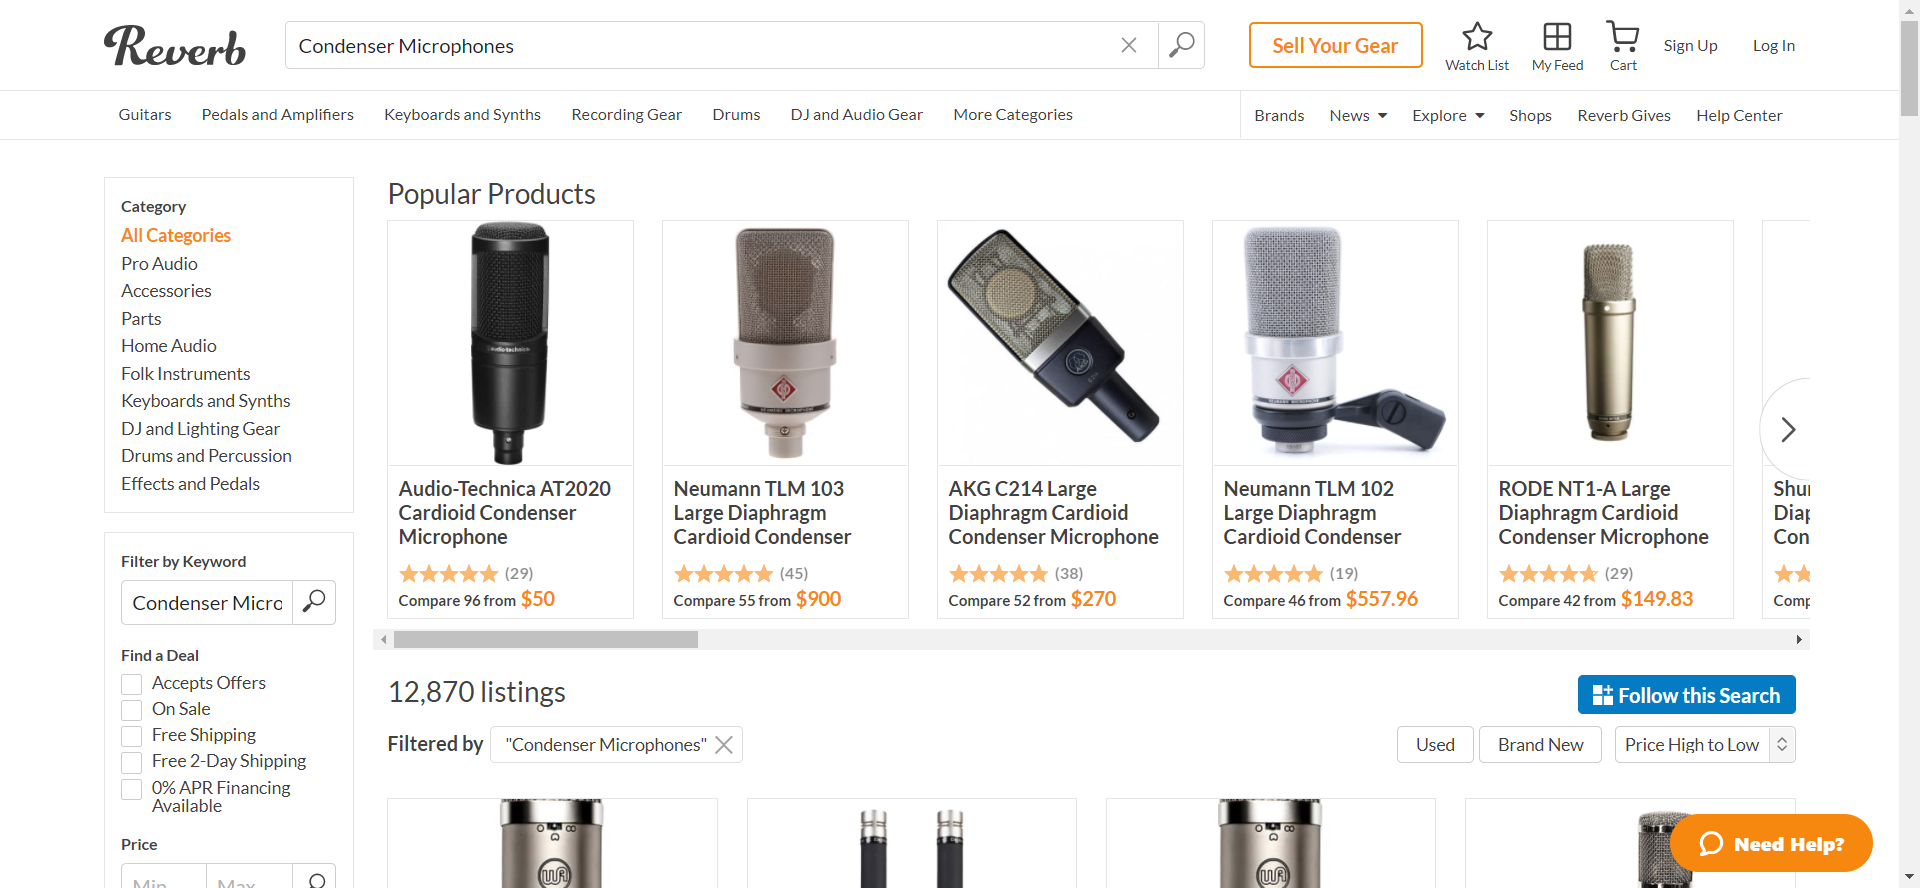 Reverb
Condenser Microphones
Sell Your Gear
Watch List
My Feed
Cart
Sign Up
Log In
Guitars
Pedals and Amplifiers
Keyboards and Synths
Recording Gear
Drums
DJ and Audio Gear
More Categories
Brands
News
Explore
Shops
Reverb Gives
Help Center
Category
All Categories
Pro Audio
Accessories
Parts
Home Audio
Folk Instruments
Keyboards and Synths
DJ and Lighting Gear
Drums and Percussion
Effects and Pedals
Filter by Keyword
Condenser Micro
Find a Deal
Accepts Offers
On Sale
Free Shipping
Free 2-Day Shipping
0% APR Financing
Available
Price
Min
Max
Popular Products
Audio-Technica AT2020
Cardioid Condenser
Microphone
(29)
Compare 96 from $50
Neumann TLM 103
Large Diaphragm
Cardioid Condenser
(45)
Compare 55 from $900
AKG C214 Large
Diaphragm Cardioid
Condenser Microphone
(38)
Compare 52 from $270
Neumann TLM 102
Large Diaphragm
Cardioid Condenser
(19)
Compare 46 from $557.96
RODE NT1-A Large
Diaphragm Cardioid
Condenser Microphone
(29)
Compare 42 from $149.83
Shur
Diap
Con
Comp
12,870 listings
Follow this Search
Filtered by
"Condenser Microphones"
Used
Brand New
Price High to Low
Need Help?